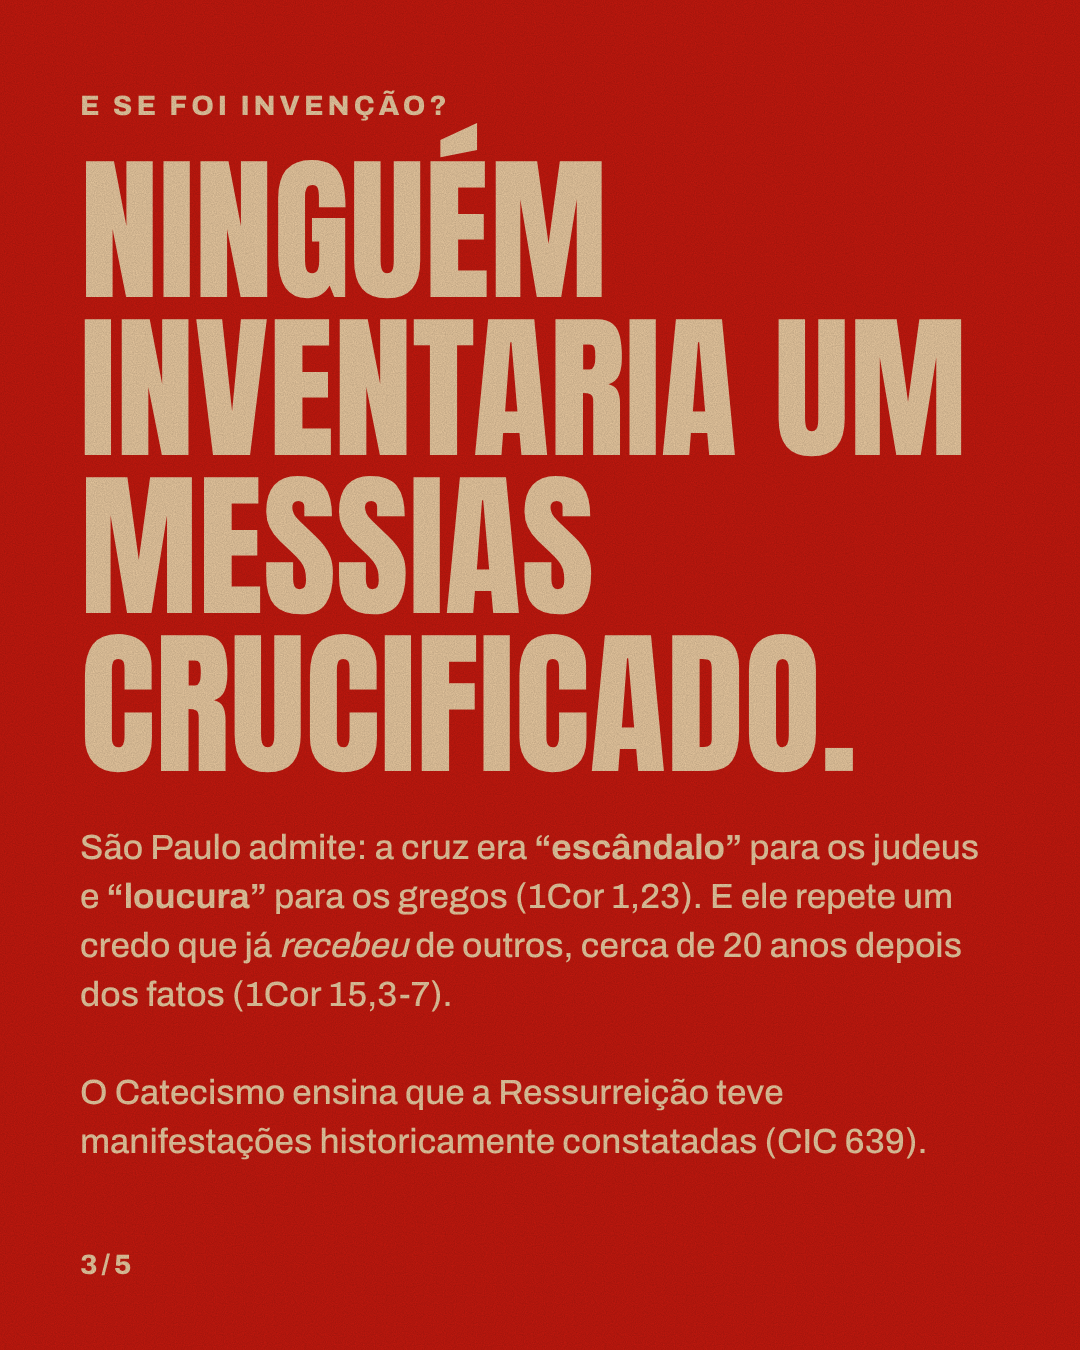 E SE FOI INVENÇÃO?
NINGUÉM
INVENTARIA UM
MESSIAS
CRUCIFICADO.
São Paulo admite: a cruz era “escândalo” para os judeus
e “loucura” para os gregos (1Cor 1,23). E ele repete um
credo que já recebeu de outros, cerca de 20 anos depois
dos fatos (1Cor 15,3-7).
O Catecismo ensina que a Ressurreição teve
manifestações historicamente constatadas (CIC 639).
3/5